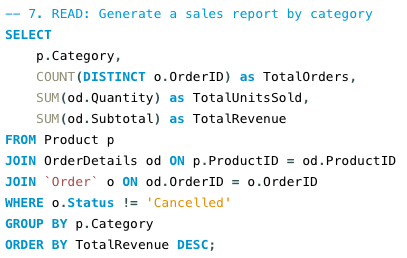 -- 7. READ: Generate a sales report by category
SELECT
    p.Category,
    COUNT(DISTINCT o.OrderID) as TotalOrders,
    SUM(od.Quantity) as TotalUnitsSold,
    SUM(od.Subtotal) as TotalRevenue
FROM Product p
JOIN OrderDetails od ON p.ProductID = od.ProductID
JOIN `Order` o ON od.OrderID = o.OrderID
WHERE o.Status != 'Cancelled'
GROUP BY p.Category
ORDER BY TotalRevenue DESC;